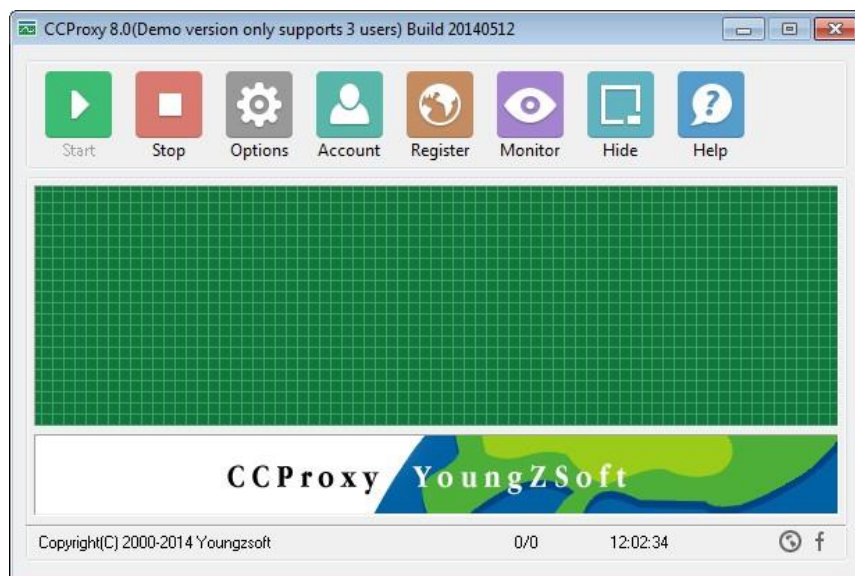 CCProxy 8.0(Demo version only supports 3 users) Build 20140512
Start Stop Options Account Register Monitor Hide Help
CCProxy YoungZSoft
Copyright(C) 2000-2014 Youngzsoft 0/0 12:02:34